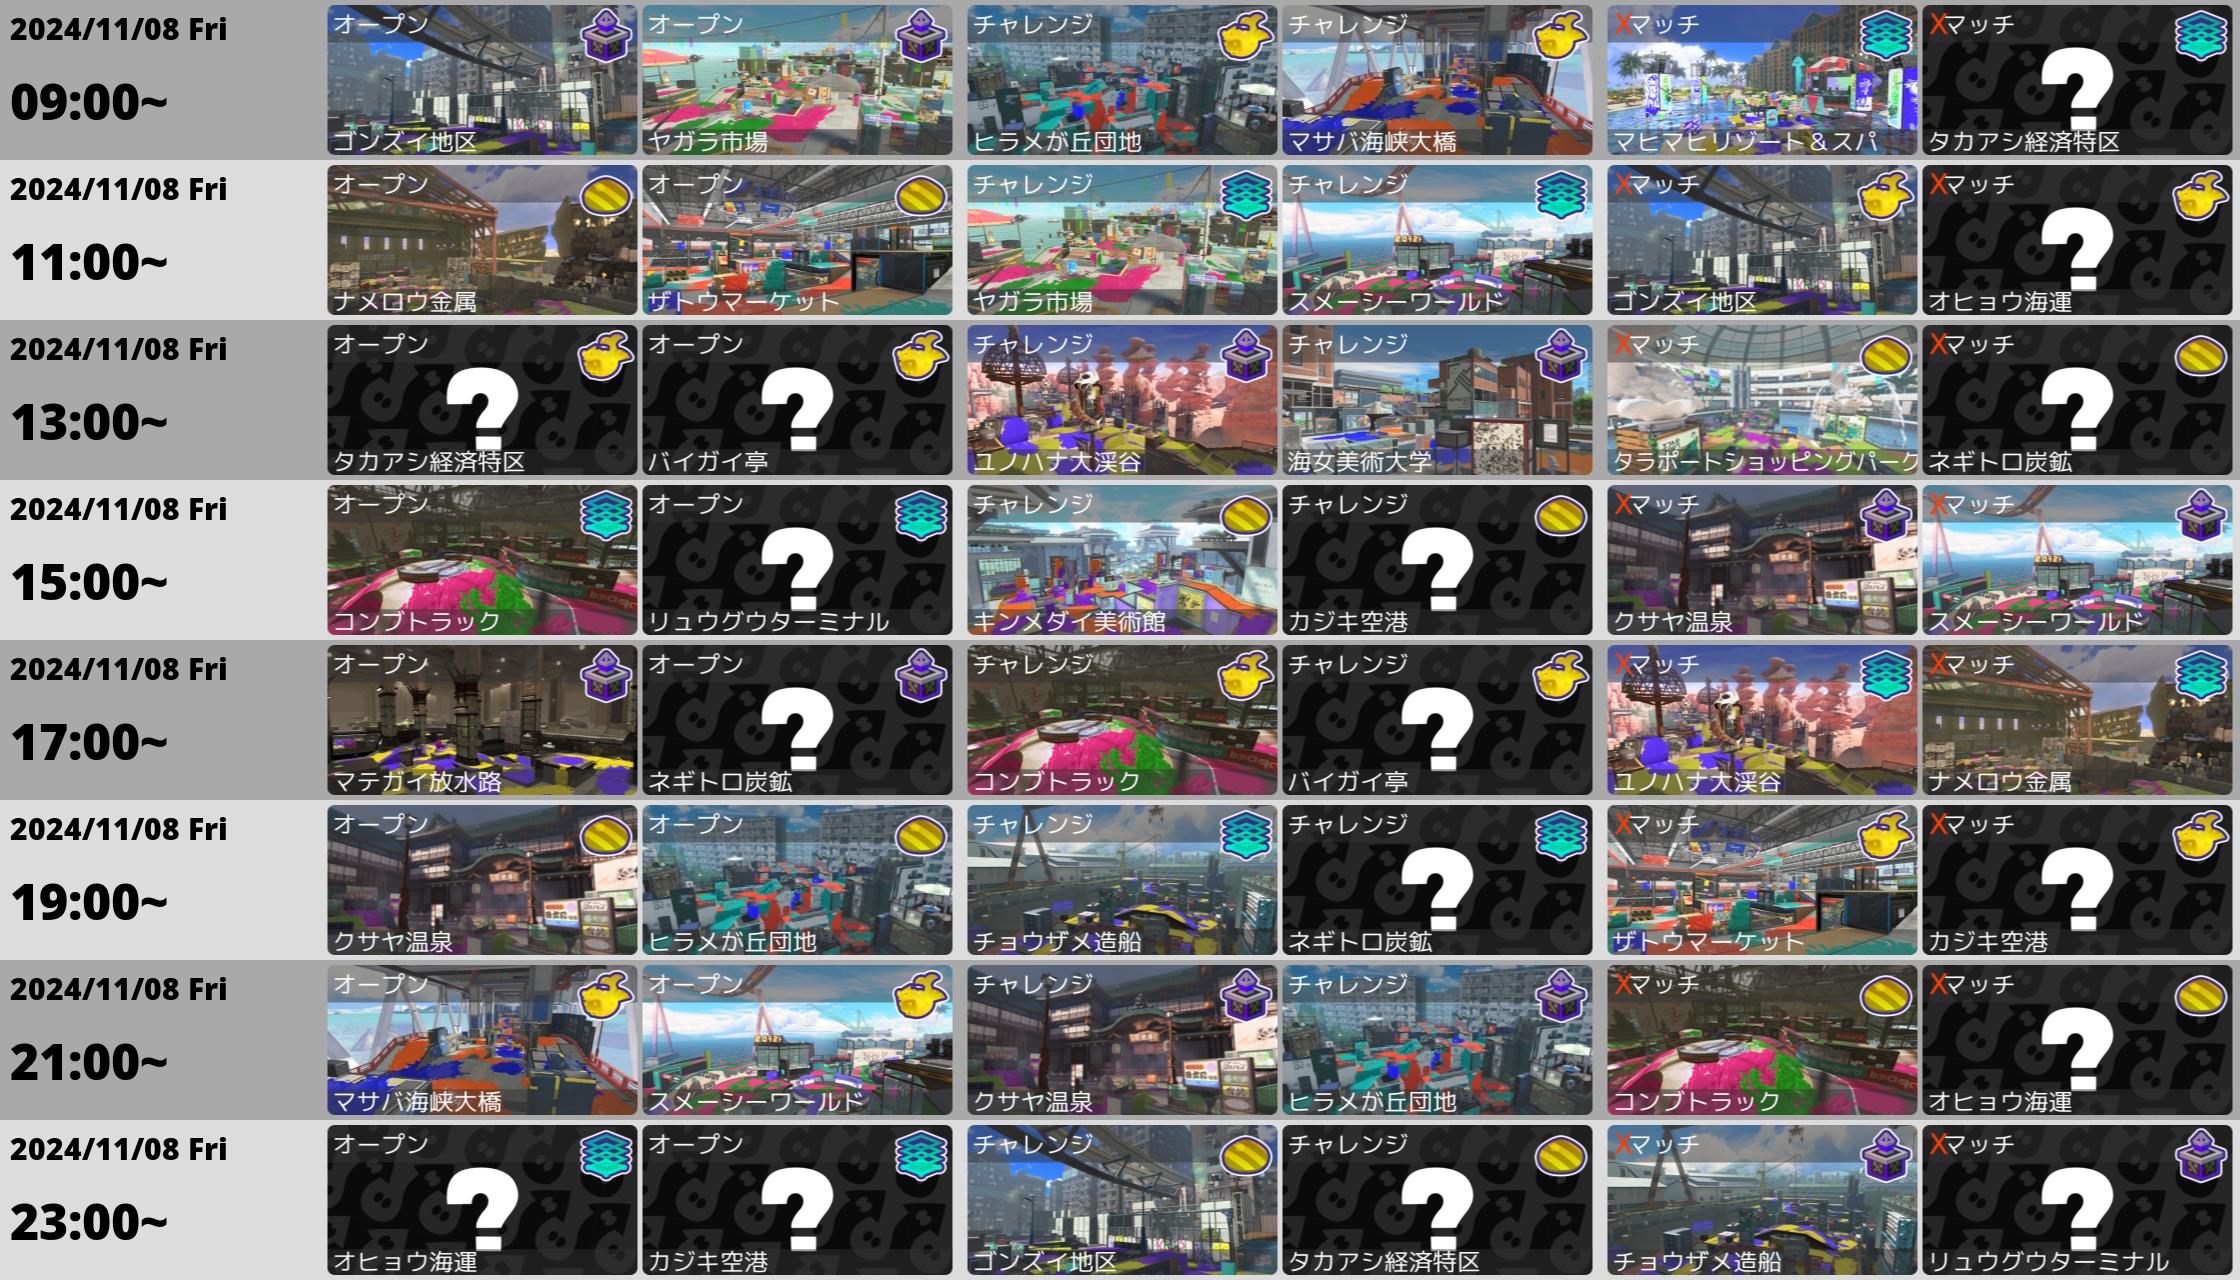 2024/11/08 Fri
09:00~
オープン
ゴンズイ地区
オープン
ヤガラ市場
チャレンジ
ヒラメが丘団地
チャレンジ
マサバ海峡大橋
Xマッチ
マヒマヒリゾート＆スパ
Xマッチ
タカアシ経済特区
2024/11/08 Fri
11:00~
オープン
ナメロウ金属
オープン
ザトウマーケット
チャレンジ
ヤガラ市場
チャレンジ
スメーシーワールド
Xマッチ
ゴンズイ地区
Xマッチ
オヒョウ海運
2024/11/08 Fri
13:00~
オープン
タカアシ経済特区
オープン
バイガイ亭
チャレンジ
ユノハナ大渓谷
チャレンジ
海女美術大学
Xマッチ
タラポートショッピングパーク
Xマッチ
ネギトロ炭鉱
2024/11/08 Fri
15:00~
オープン
コンブトラック
オープン
リュウグウターミナル
チャレンジ
キンメダイ美術館
チャレンジ
カジキ空港
Xマッチ
クサヤ温泉
Xマッチ
スメーシーワールド
2024/11/08 Fri
17:00~
オープン
マテガイ放水路
オープン
ネギトロ炭鉱
チャレンジ
コンブトラック
チャレンジ
バイガイ亭
Xマッチ
ユノハナ大渓谷
Xマッチ
ナメロウ金属
2024/11/08 Fri
19:00~
オープン
クサヤ温泉
オープン
ヒラメが丘団地
チャレンジ
チョウザメ造船
チャレンジ
ネギトロ炭鉱
Xマッチ
ザトウマーケット
Xマッチ
カジキ空港
2024/11/08 Fri
21:00~
オープン
マサバ海峡大橋
オープン
スメーシーワールド
チャレンジ
クサヤ温泉
チャレンジ
ヒラメが丘団地
Xマッチ
コンブトラック
Xマッチ
オヒョウ海運
2024/11/08 Fri
23:00~
オープン
オヒョウ海運
オープン
カジキ空港
チャレンジ
ゴンズイ地区
チャレンジ
タカアシ経済特区
Xマッチ
チョウザメ造船
Xマッチ
リュウグウターミナル